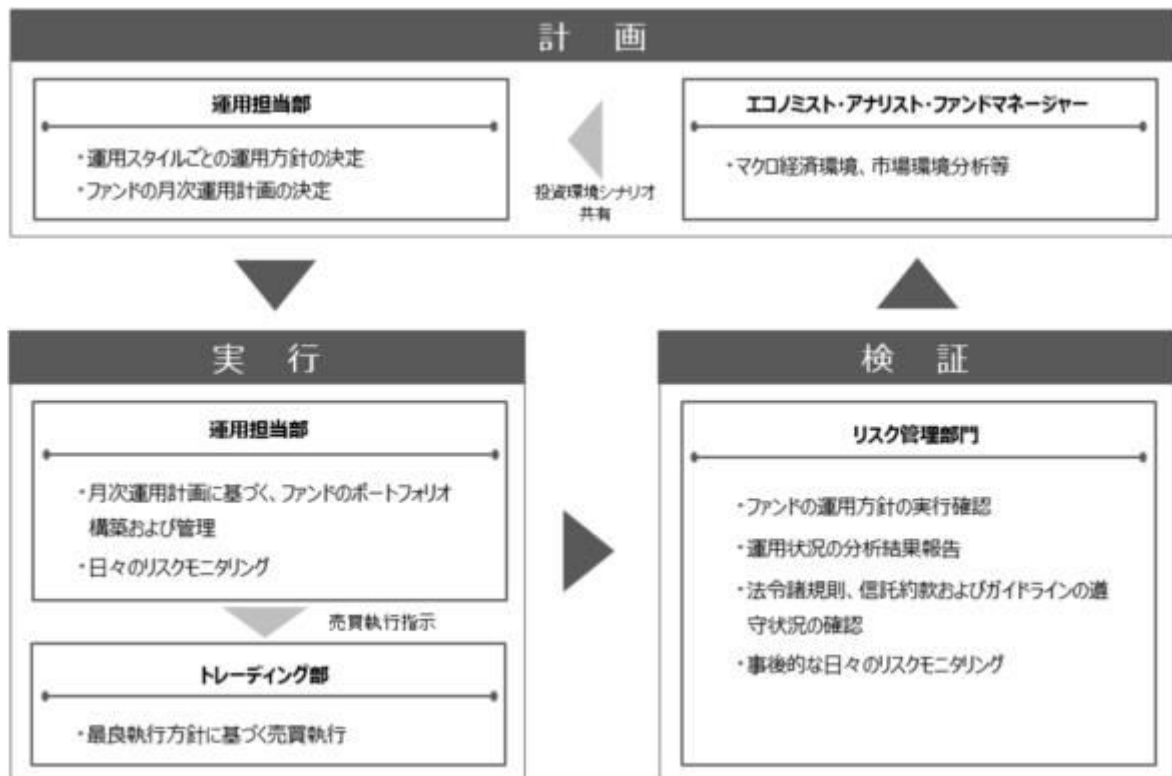 計 画
運用担当部
・運用スタイルごとの運用方針の決定
・ファンドの月次運用計画の決定
投資環境シナリオ
共有
エコノミスト・アナリスト・ファンドマネージャー
・マクロ経済環境、市場環境分析等
実 行
運用担当部
・月次運用計画に基づく、ファンドのポートフォリオ
構築および管理
・日々のリスクモニタリング
売買執行指示
トレーディング部
・最良執行方針に基づく売買執行
検 証
リスク管理部門
・ファンドの運用方針の実行確認
・運用状況の分析結果報告
・法令諸規則、信託約款およびガイドラインの遵
守状況の確認
・事後的な日々のリスクモニタリング